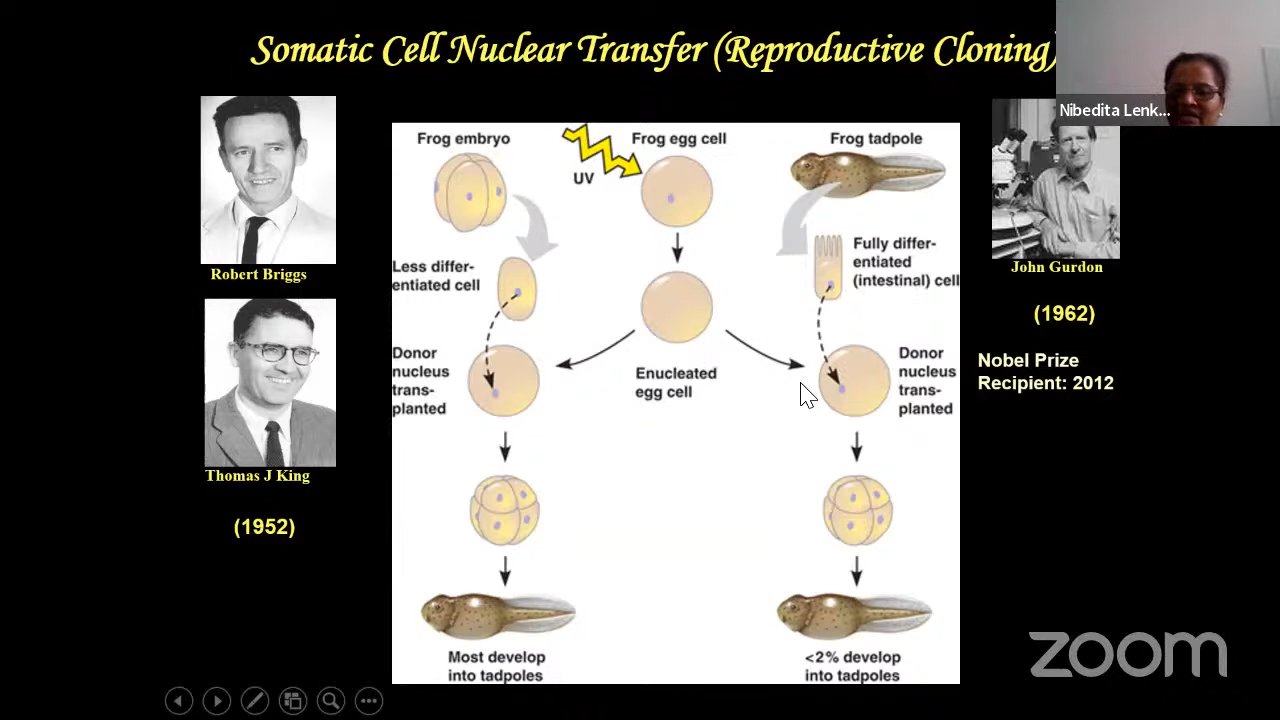 Somatic Cell Nuclear Transfer (Reproductive Cloning)
Nibedita Lenk...
Robert Briggs
Thomas J King
(1952)
Frog embryo
UV
Frog egg cell
Frog tadpole
Less differ-
entiated cell
Fully differ-
entiated
(intestinal) cell
Donor
nucleus
trans-
planted
Enucleated
egg cell
Donor
nucleus
trans-
planted
Most develop
into tadpoles
<2% develop
into tadpoles
John Gurdon
(1962)
Nobel Prize
Recipient: 2012
zoom